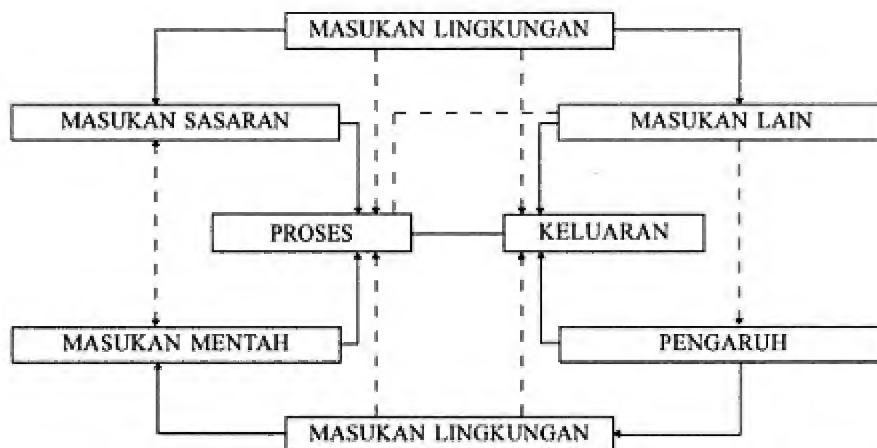 MASUKAN LINGKUNGAN
MASUKAN SASARAN
MASUKAN LAIN
PROSES
KELUARAN
MASUKAN MENTAH
PENGARUH
MASUKAN LINGKUNGAN